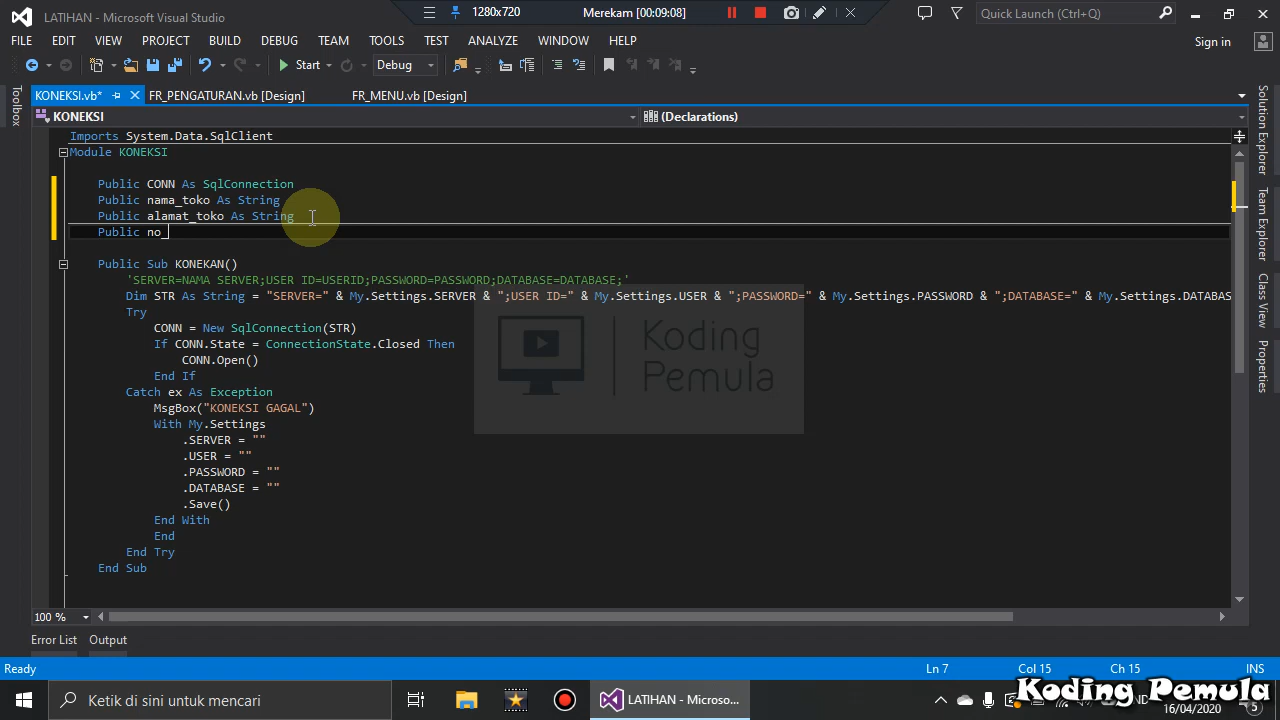 LATIHAN - Microsoft Visual Studio
1280x720
Merekam (00:09:08)
Quick Launch (Ctrl+Q)
FILE EDIT VIEW PROJECT BUILD DEBUG TEAM TOOLS TEST ANALYZE WINDOW HELP
Sign in
Start
Debug
KONEKSI.vb* FR_PENGATURAN.vb [Design] FR_MENU.vb [Design]
Toolbox
KONEKSI
(Declarations)
Imports System.Data.SqlClient
Module KONEKSI
Public CONN As SqlConnection
Public nama_toko As String
Public alamat_toko As String
Public no_
Public Sub KONEKAN()
'SERVER=NAMA SERVER;USER ID=USERID;PASSWORD=PASSWORD;DATABASE=DATABASE;'
Dim STR As String = "SERVER=" & My.Settings.SERVER & ";USER ID=" & My.Settings.USER & ";PASSWORD=" & My.Settings.PASSWORD & ";DATABASE=" & My.Settings.DATABAS
Try
CONN = New SqlConnection(STR)
If CONN.State = ConnectionState.Closed Then
CONN.Open()
End If
Catch ex As Exception
MsgBox("KONEKSI GAGAL")
With My.Settings
.SERVER = ""
.USER = ""
.PASSWORD = ""
.DATABASE = ""
.Save()
End With
End
End Try
End Sub
Koding
Pemula
Solution Explorer
Team Explorer
Class View
Properties
100 %
Error List Output
Ready
Ln 7 Col 15 Ch 15 INS
Ketik di sini untuk mencari
LATIHAN - Microso...
Koding Pemula
16/04/2020
5